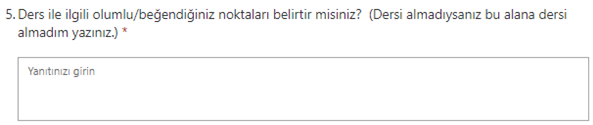 5. Ders ile ilgili olumlu/beğendiğiniz noktaları belirtir misiniz? (Dersi almadıysanız bu alana dersi
almadım yazınız.) *
Yanıtınızı girin